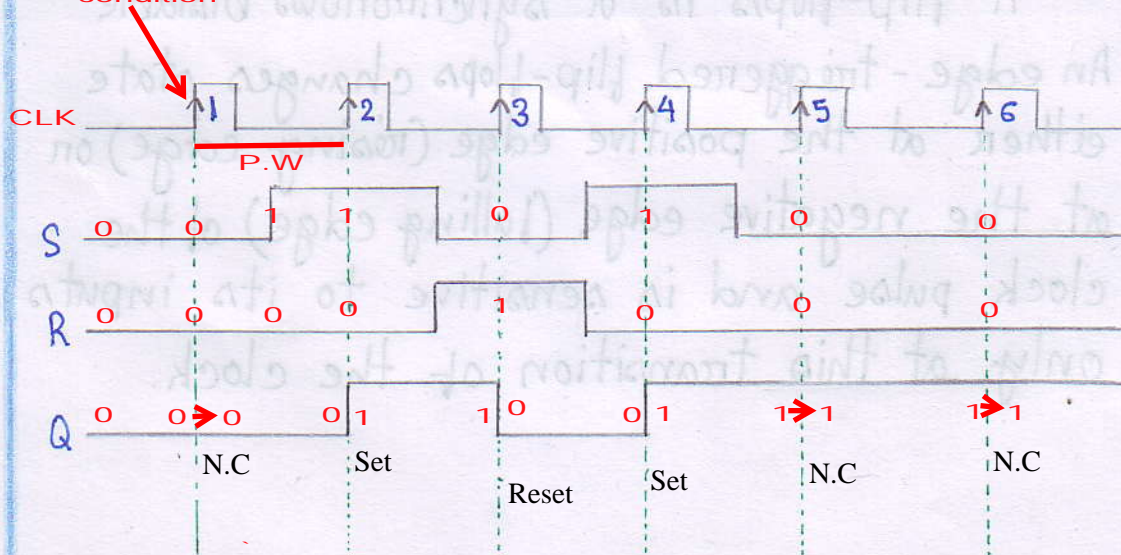 condition
CLK 1 2 3 4 5 6
P.W
S 0 0 1 1 0 1 0 0
R 0 0 0 0 1 0 0 0
Q 0 0 0 0 1 1 0 0 1 1 1 1 1
N.C Set Reset Set N.C N.C